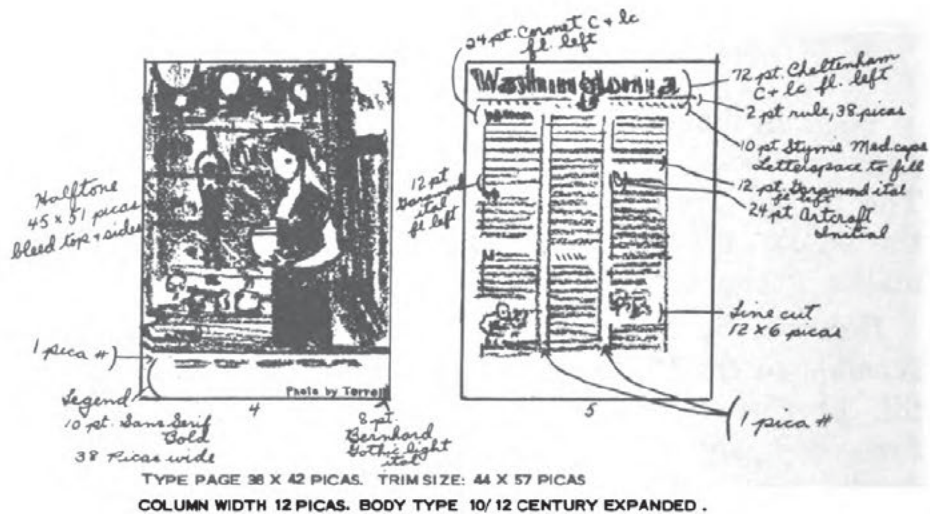 24 pt. Coronet C + lc
fl. left
72 pt. Cheltenham
C + lc fl. left
2 pt rule, 38 picas
10 pt Stymie Med caps
Letterspace to fill
12 pt. Garamond ital
fl left
24 pt Artcraft
Initial
12 pt
Garamond
ital
fl left
Halftone
45 x 51 picas
bleed top + sides
Line cut
12 x 6 picas
1 pica #
Photo by Terrell
Legend
10 pt. Sans Serif
Bold
38 Picas wide
4
8 pt.
Bernhard
Gothic light
ital
5
1 pica #
TYPE PAGE 38 X 42 PICAS. TRIM SIZE: 44 X 57 PICAS
COLUMN WIDTH 12 PICAS. BODY TYPE 10/12 CENTURY EXPANDED.